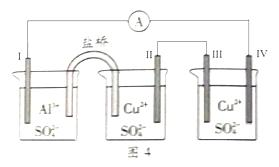 A
I
盐桥
II
III
IV
Al³⁺
SO₄²⁻
Cu²⁺
SO₄²⁻
Cu²⁺
SO₄²⁻
图 4